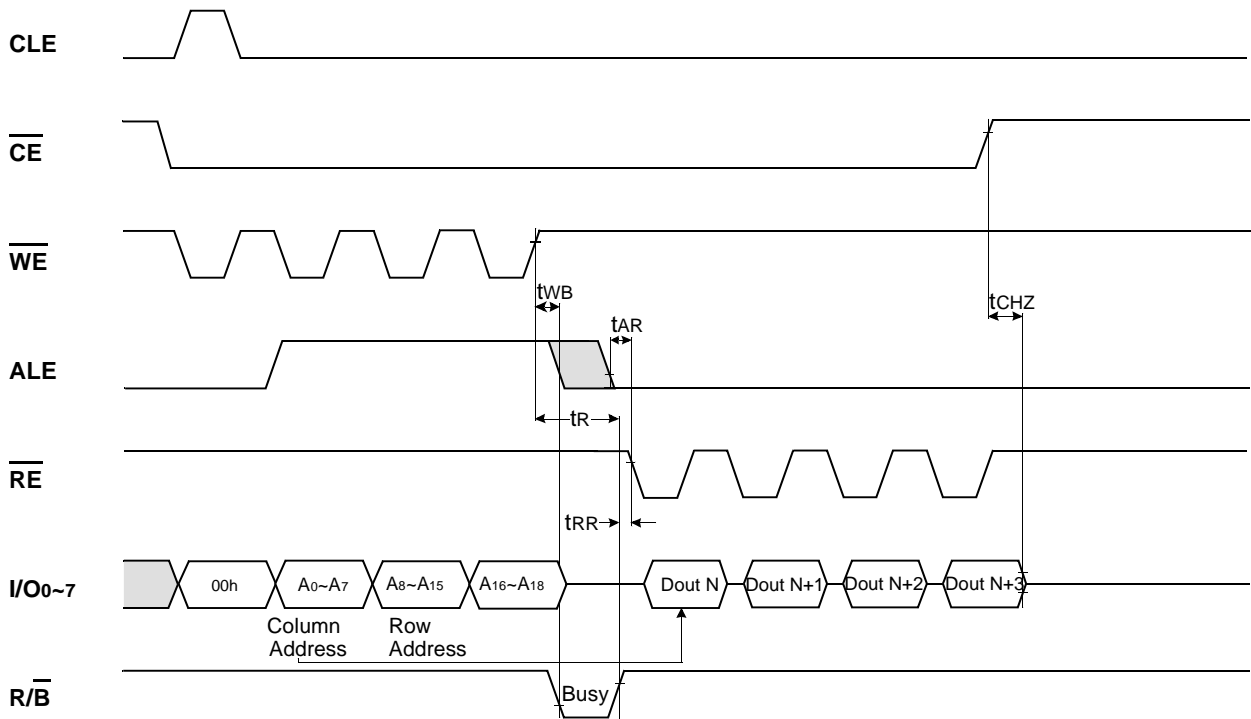 CLE
CE
WE
tWB
tCHZ
tAR
ALE
tR
RE
tRR
I/O0~7 00h A0~A7 A8~A15 A16~A18 Dout N Dout N+1 Dout N+2 Dout N+3
Column Address
Row Address
R/B Busy